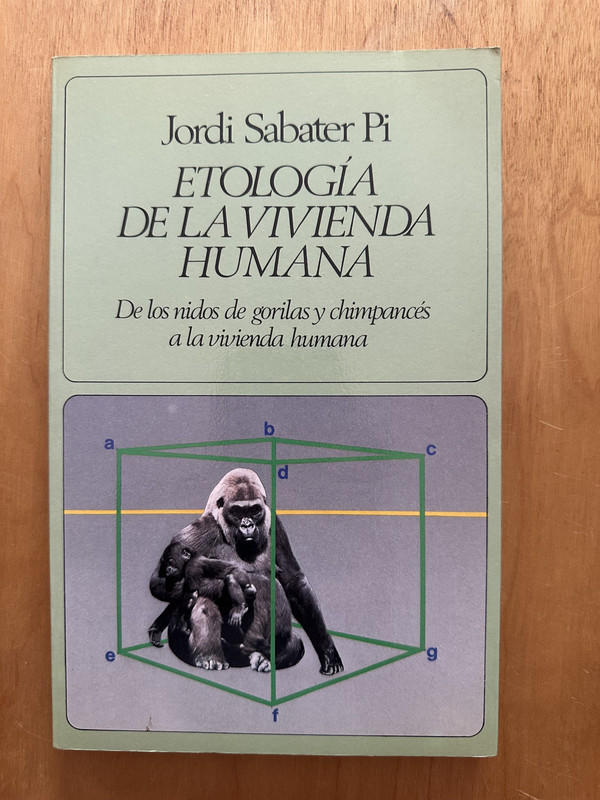 Jordi Sabater Pi
ETOLOGÍA
DE LA VIVIENDA
HUMANA
De los nidos de gorilas y chimpancés
a la vivienda humana
a
b
c
d
e
g
f